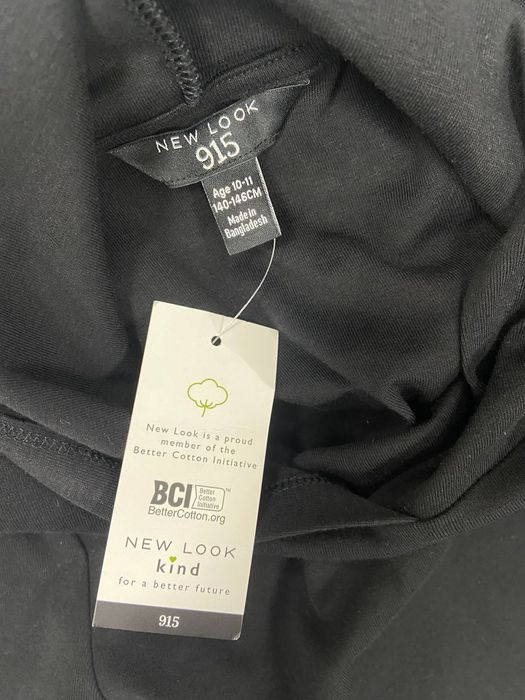 NEW LOOK
915
Age 10-11
140-146CM
Made in
Bangladesh
New Look is a proud
member of the
Better Cotton Initiative
BCI Better
Cotton
Initiative
™
BetterCotton.org
NEW LOOK
kind
for a better future
915